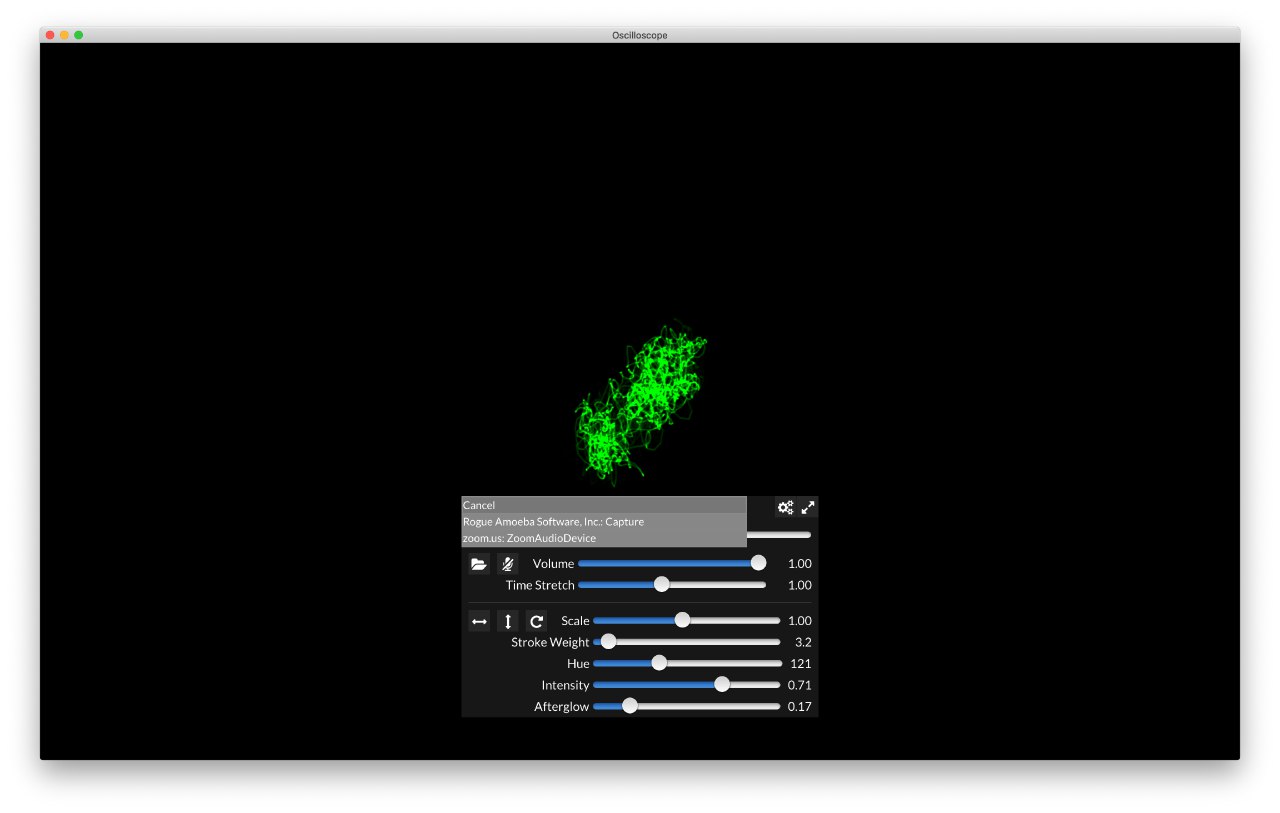 Oscilloscope
Cancel
Rogue Amoeba Software, Inc.: Capture
zoom.us: ZoomAudioDevice
Volume 1.00
Time Stretch 1.00
Scale 1.00
Stroke Weight 3.2
Hue 121
Intensity 0.71
Afterglow 0.17